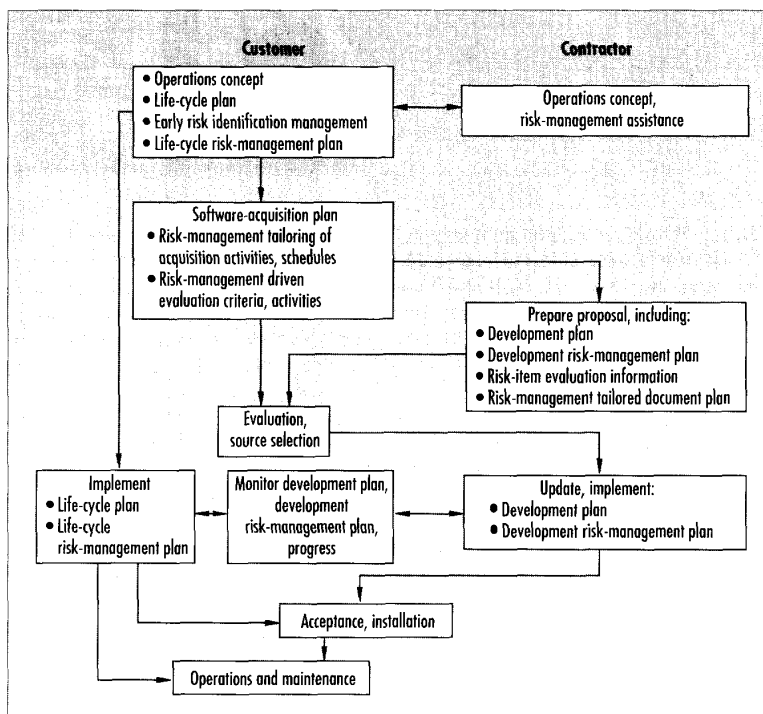 Customer
Contractor
• Operations concept
• Life-cycle plan
• Early risk identification management
• Life-cycle risk-management plan
Operations concept,
risk-management assistance
Software-acquisition plan
• Risk-management tailoring of
acquisition activities, schedules
• Risk-management driven
evaluation criteria, activities
Prepare proposal, including:
• Development plan
• Development risk-management plan
• Risk-item evaluation information
• Risk-management tailored document plan
Evaluation,
source selection
Implement
• Life-cycle plan
• Life-cycle
risk-management plan
Monitor development plan,
development
risk-management plan,
progress
Update, implement:
• Development plan
• Development risk-management plan
Acceptance, installation
Operations and maintenance